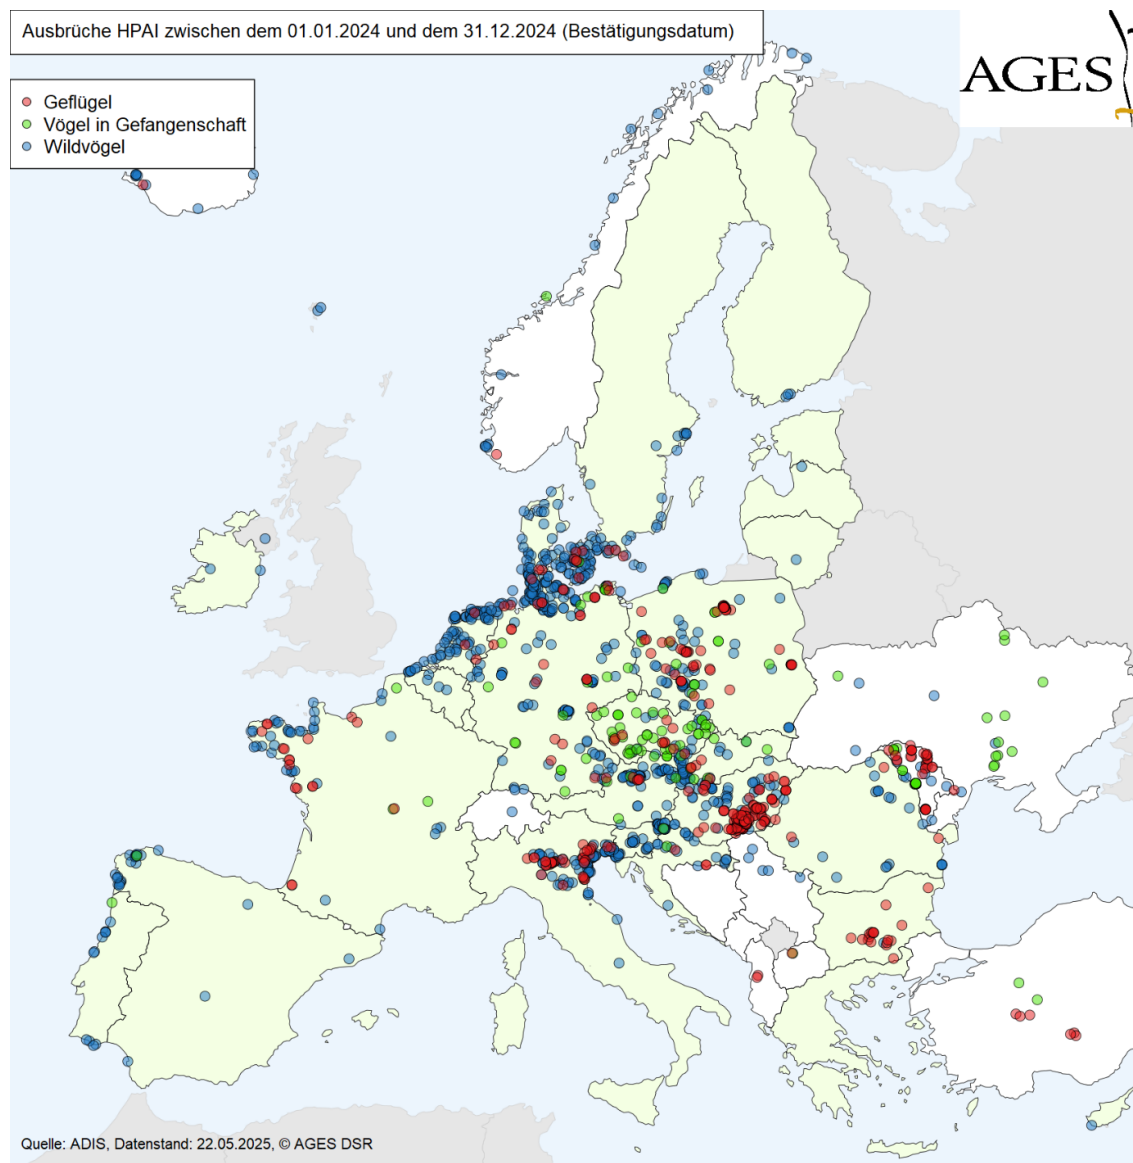 Ausbrüche HPAI zwischen dem 01.01.2024 und dem 31.12.2024 (Bestätigungsdatum)
AGES
Geflügel
Vögel in Gefangenschaft
Wildvögel
Quelle: ADIS, Datenstand: 22.05.2025, © AGES DSR